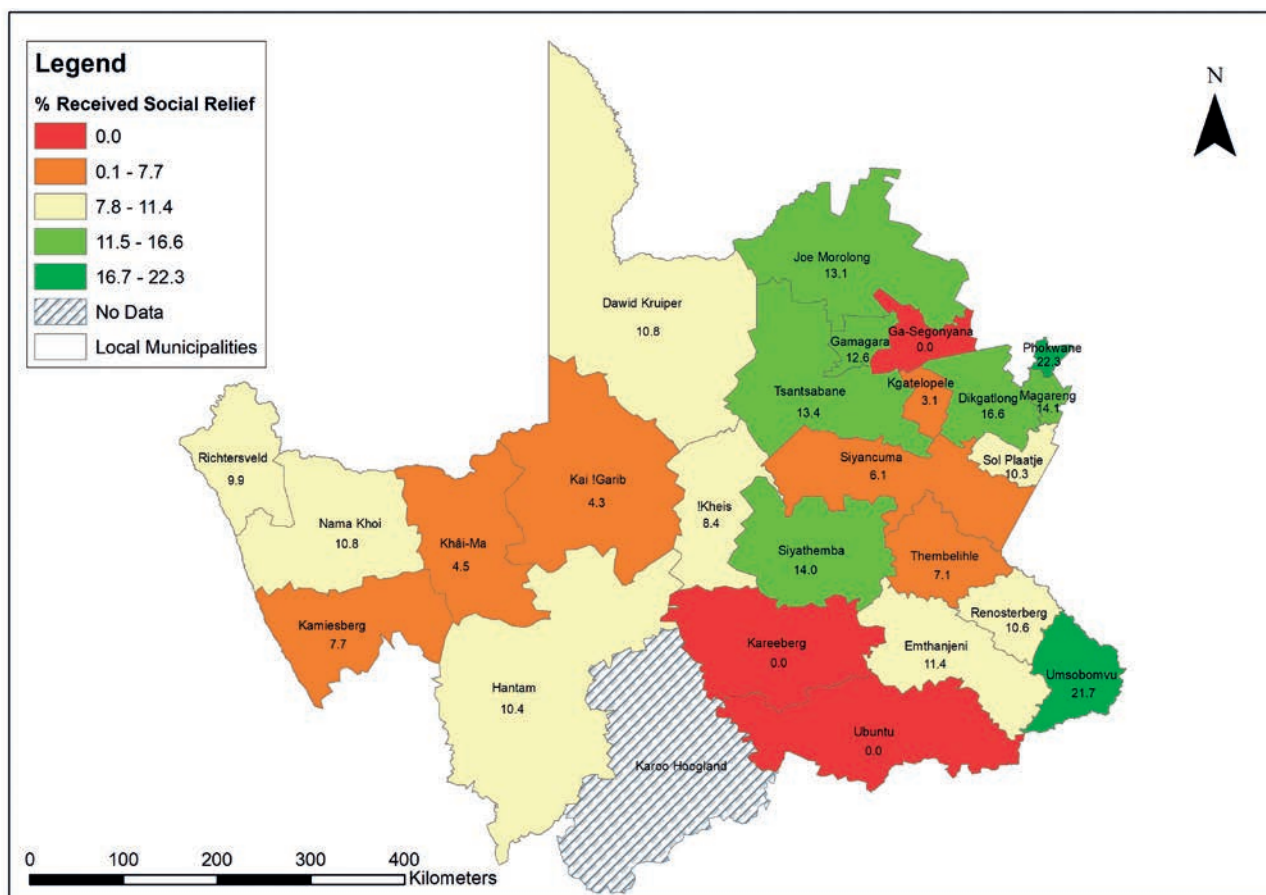 Legend
% Received Social Relief
0.0
0.1 - 7.7
7.8 - 11.4
11.5 - 16.6
16.7 - 22.3
No Data
Local Municipalities
N
Joe Morolong
13.1
Dawid Kruiper
10.8
Ga-Segonyana
0.0
Gamagara
12.6
Phokwane
22.3
Kgatelopele
3.1
Tsantsabane
13.4
Dikgatlong
16.6
Magareng
14.1
Richtersveld
9.9
Kai !Garib
4.3
Siyancuma
6.1
Sol Plaatje
10.3
!Kheis
8.4
Nama Khoi
10.8
Khâi-Ma
4.5
Siyathemba
14.0
Thembelihle
7.1
Kamiesberg
7.7
Renosterberg
10.6
Kareeberg
0.0
Emthanjeni
11.4
Umsobomvu
21.7
Hantam
10.4
Ubuntu
0.0
Karoo Hoogland
0 100 200 300 400
Kilometers